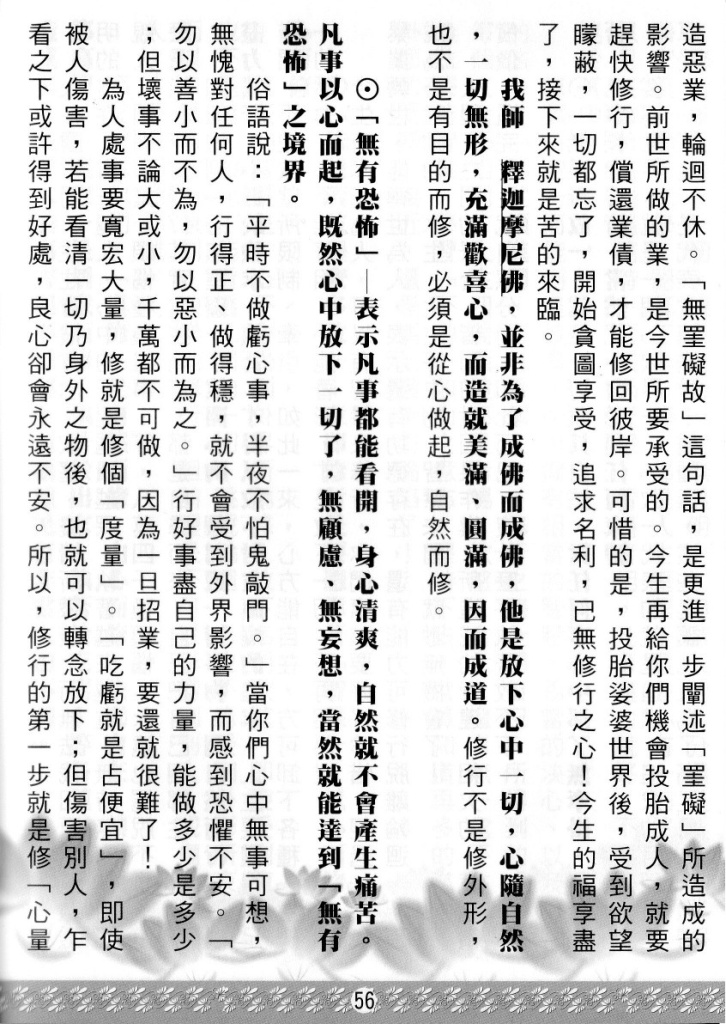 造惡業，輪迴不休。「無罣礙故」這句話，是更進一步闡述「罣礙」所造成的
影響。前世所做的業，是今世所要承受的。今生再給你們機會投胎成人，就要
趕快修行，償還業債，才能修回彼岸。可惜的是，投胎娑婆世界後，受到欲望
矇蔽，一切都忘了，開始貪圖享受，追求名利，已無修行之心！今生的福享盡
了，接下來就是苦的來臨。
我師　釋迦摩尼佛，並非為了成佛而成佛，他是放下心中一切，心隨自然
，一切無形，充滿歡喜心，而造就美滿、圓滿，因而成道。修行不是修外形，
也不是有目的而修，必須是從心做起，自然而修。
⊙「無有恐怖」—表示凡事都能看開，身心清爽，自然就不會產生痛苦。
凡事以心而起，既然心中放下一切了，無顧慮、無妄想，當然就能達到「無有
恐怖」之境界。
俗語說：「平時不做虧心事，半夜不怕鬼敲門。」當你們心中無事可想，
無愧對任何人，行得正、做得穩，就不會受到外界影響，而感到恐懼不安。「
勿以善小而不為，勿以惡小而為之。」行好事盡自己的力量，能做多少是多少
；但壞事不論大或小，千萬都不可做，因為一旦招業，要還就很難了！
為人處事要寬宏大量，修就是修個「度量」。「吃虧就是占便宜」，即使
被人傷害，若能看清一切乃身外之物後，也就可以轉念放下；但傷害別人，乍
看之下或許得到好處，良心卻會永遠不安。所以，修行的第一步就是修「心量
56